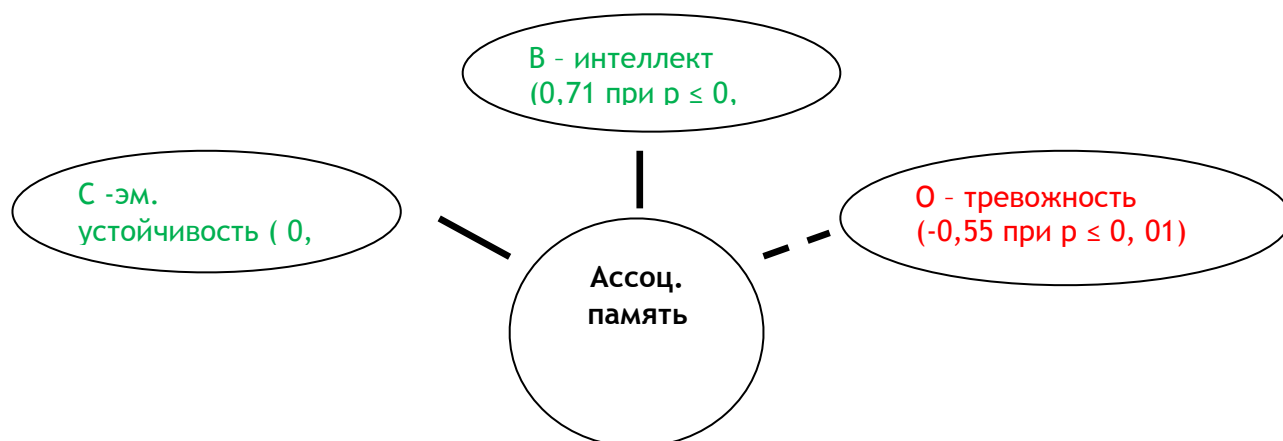 B – интеллект
(0,71 при p ≤ 0,
С -эм.
устойчивость ( 0,
О – тревожность
(-0,55 при p ≤ 0, 01)
Ассоц.
память